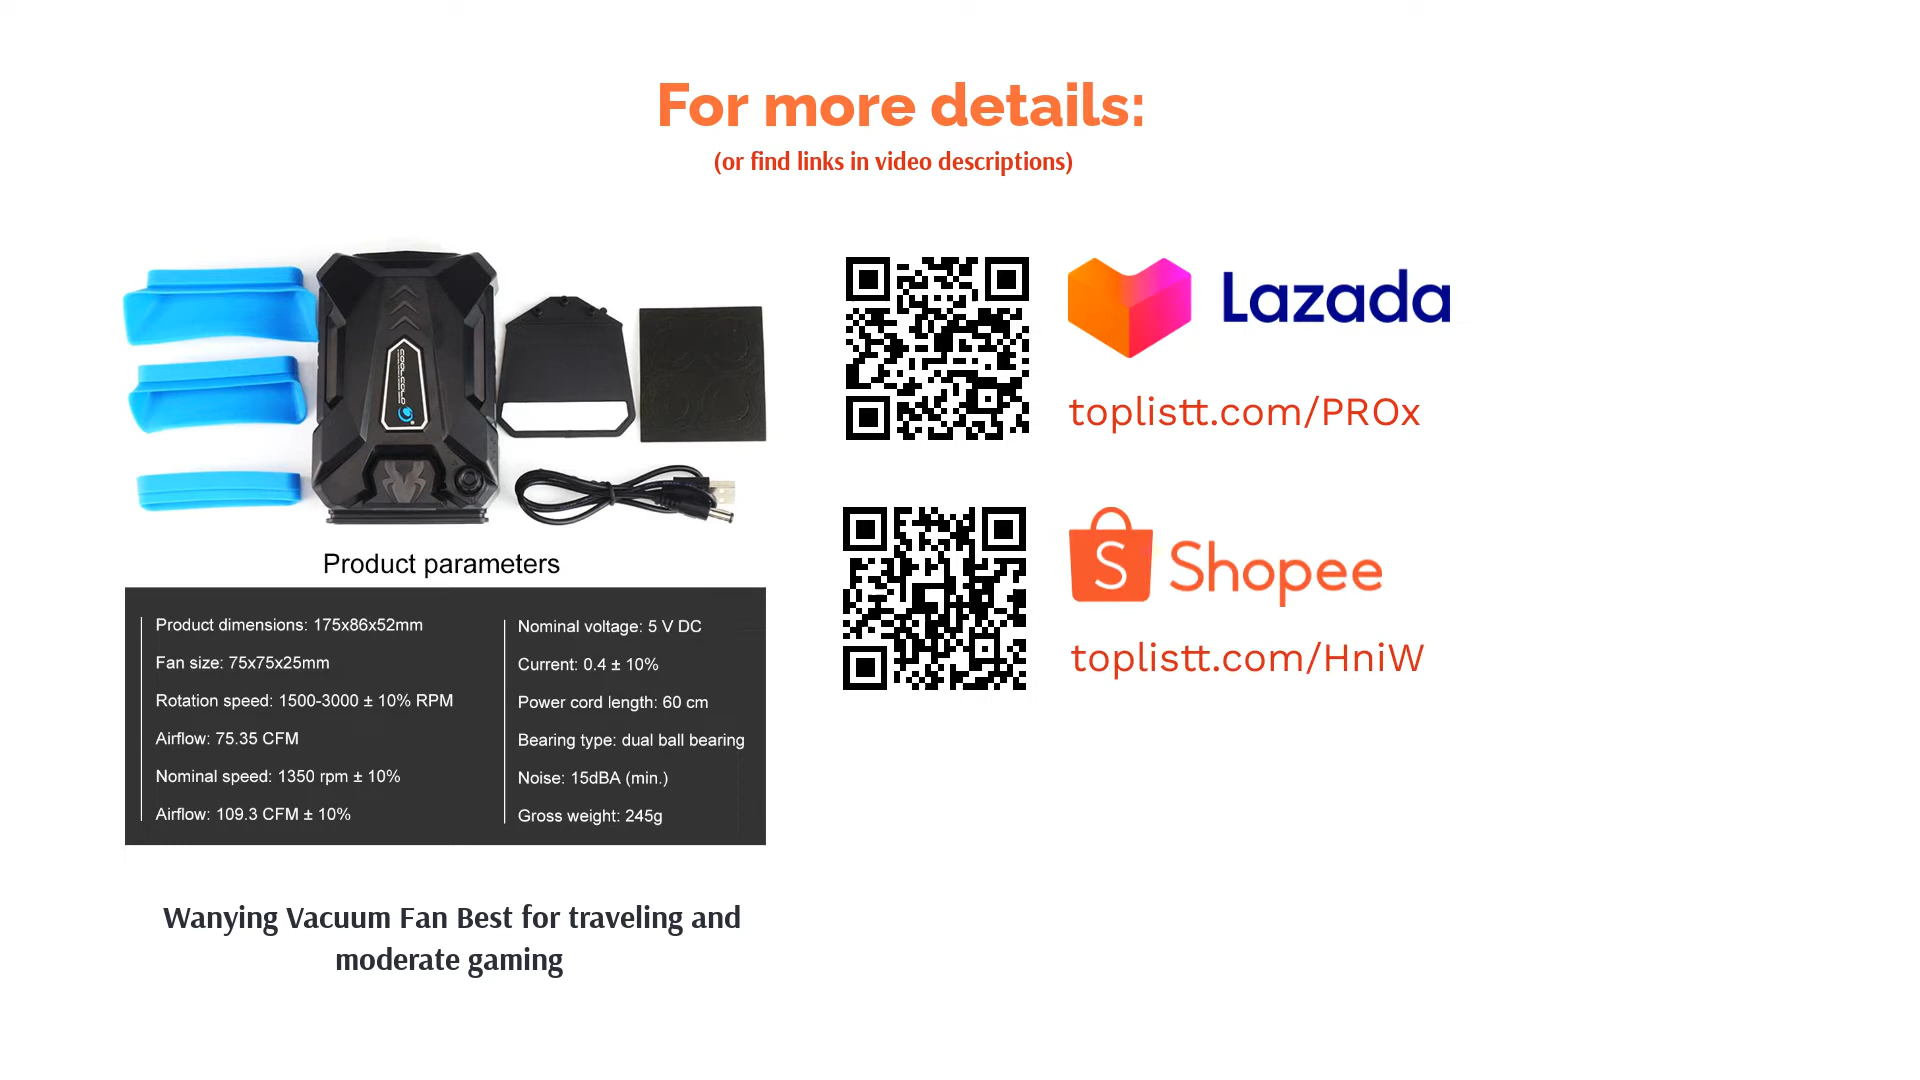 For more details:
(or find links in video descriptions)
COOLCOLD
Product parameters
Product dimensions: 175x86x52mm
Fan size: 75x75x25mm
Rotation speed: 1500-3000 ± 10% RPM
Airflow: 75.35 CFM
Nominal speed: 1350 rpm ± 10%
Airflow: 109.3 CFM ± 10%
Nominal voltage: 5 V DC
Current: 0.4 ± 10%
Power cord length: 60 cm
Bearing type: dual ball bearing
Noise: 15dBA (min.)
Gross weight: 245g
Wanying Vacuum Fan Best for traveling and
moderate gaming
Lazada
toplistt.com/PROx
S Shopee
toplistt.com/HniW